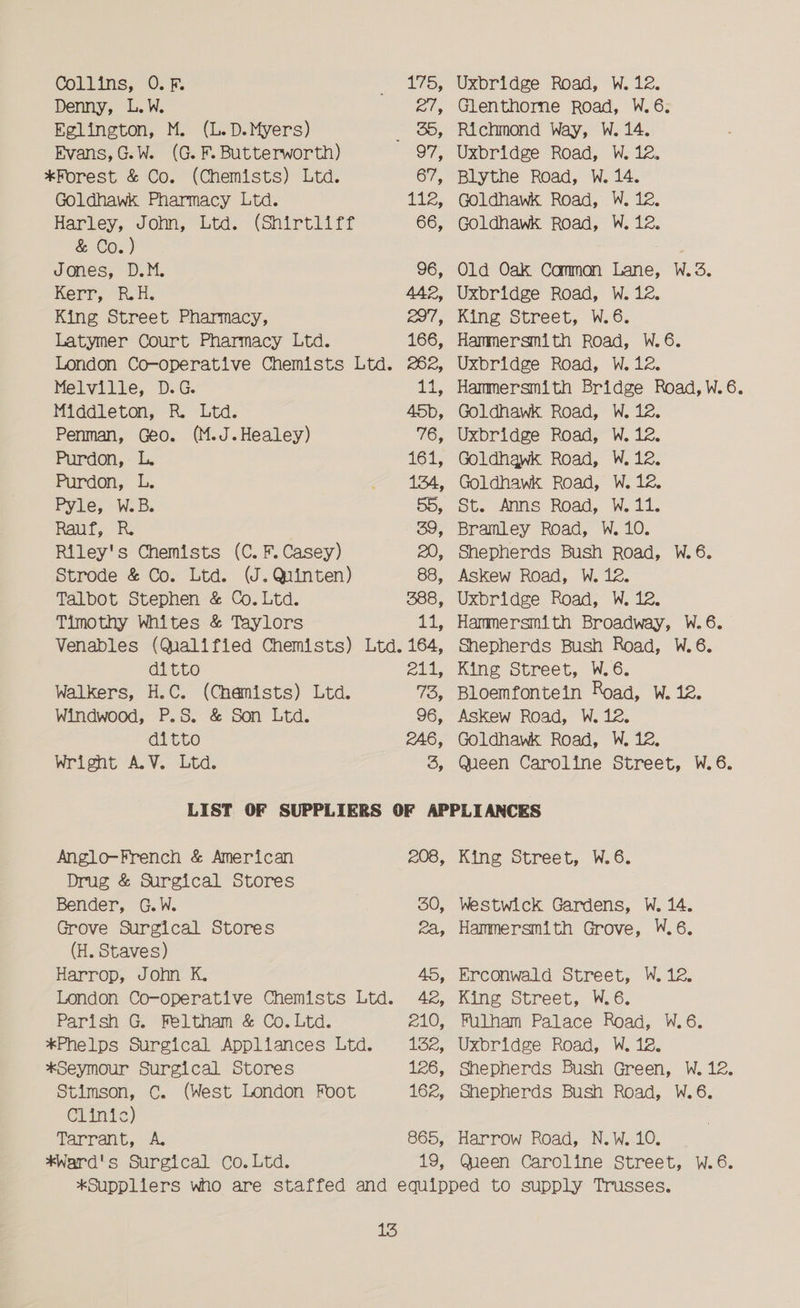 Collins, O.F. 175, Uxbridge Road, W.12.
Denny, L.W. 27, Glenthorne Road, W.6.
Eglington, M. (L.D.Myers) 35, Richmond Way, W.14.
Evans,G.W. (G.F.Butterworth) 97, Uxbridge Road, W.12.
*Forest & Co. (Chemists) Ltd. 67, Blythe Road, W.14.
Goldhawk Pharmacy Ltd. 112, Goldhawk Road, W.12.
Harley, John, Ltd. (Shirtliff 66, Goldhawk Road, W.12.
& Co.)
Jones, D.M. 96, Old Oak Common Lane, W.3.
Kerr, R.H. 442, Uxbridge Road, W.12.
King Street Pharmacy, 297, King Street, W.6.
Latymer Court Pharmacy Ltd. 166, Hammersmith Road, W.6.
London Co-operative Chemists Ltd. 262, Uxbridge Road, W.12.
Melville, D.G. 11, Hammersmith Bridge Road,W.6.
Middleton, R. Ltd. 45b, Goldhawk Road, W.12.
Penman, Geo. (M.J.Healey) 76, Uxbridge Road, W.12.
Purdon, L. 161, Goldhawk Road, W.12.
Purdon, L. 134, Goldhawk Road, W.12.
Pyle, W.B. 55, St. Anns Road, W.11.
Rauf, R. 39, Bramley Road, W.10.
Riley's Chemists (C.F.Casey) 20, Shepherds Bush Road, W.6.
Strode & Co. Ltd. (J.Quinten) 88, Askew Road, W.12.
Talbot Stephen & Co.Ltd. 388, Uxbridge Road, W.12.
Timothy Whites & Taylors 11, Hammersmith Broadway, W.6.
Venables (Qualified Chemists) Ltd.164, Shepherds Bush Road, W.6.
ditto 211, King Street, W.6.
Walkers, H.C. (Chemists) Ltd. 73, Bloemfontein Road, W.12.
Windwood, P.S. & Son Ltd. 96, Askew Road, W.12.
ditto 246, Goldhawk Road, W.12.
Wright A.V. Ltd. 3, Queen Caroline Street, W.6.
LIST OF SUPPLIERS OF APPLIANCES
Anglo-French & American 208, King Street, W.6.
Drug & Surgical Stores
Bender, G.W. 30, Westwick Gardens, W.14.
Grove Surgical Stores 2a, Hammersmith Grove, W.6.
(H.Staves)
Harrop, John K. 45, Erconwald Street, W.12.
London Co-operative Chemists Ltd. 42, King Street, W.6.
Parish G. Feltham & Co.Ltd. 210, Fulham Palace Road, W.6.
*Phelps Surgical Appliances Ltd. 132, Uxbridge Road, W.12.
*Seymour Surgical Stores 126, Shepherds Bush Green, W.12.
Stimson, C. (West London Foot 162, Shepherds Bush Road, W.6.
Clinic)
Tarrant, A. 865, Harrow Road, N.W.10.
*Ward's Surgical Co.Ltd. 19, Queen Caroline Street, W.6.
*Suppliers who are staffed and equipped to supply Trusses.
13